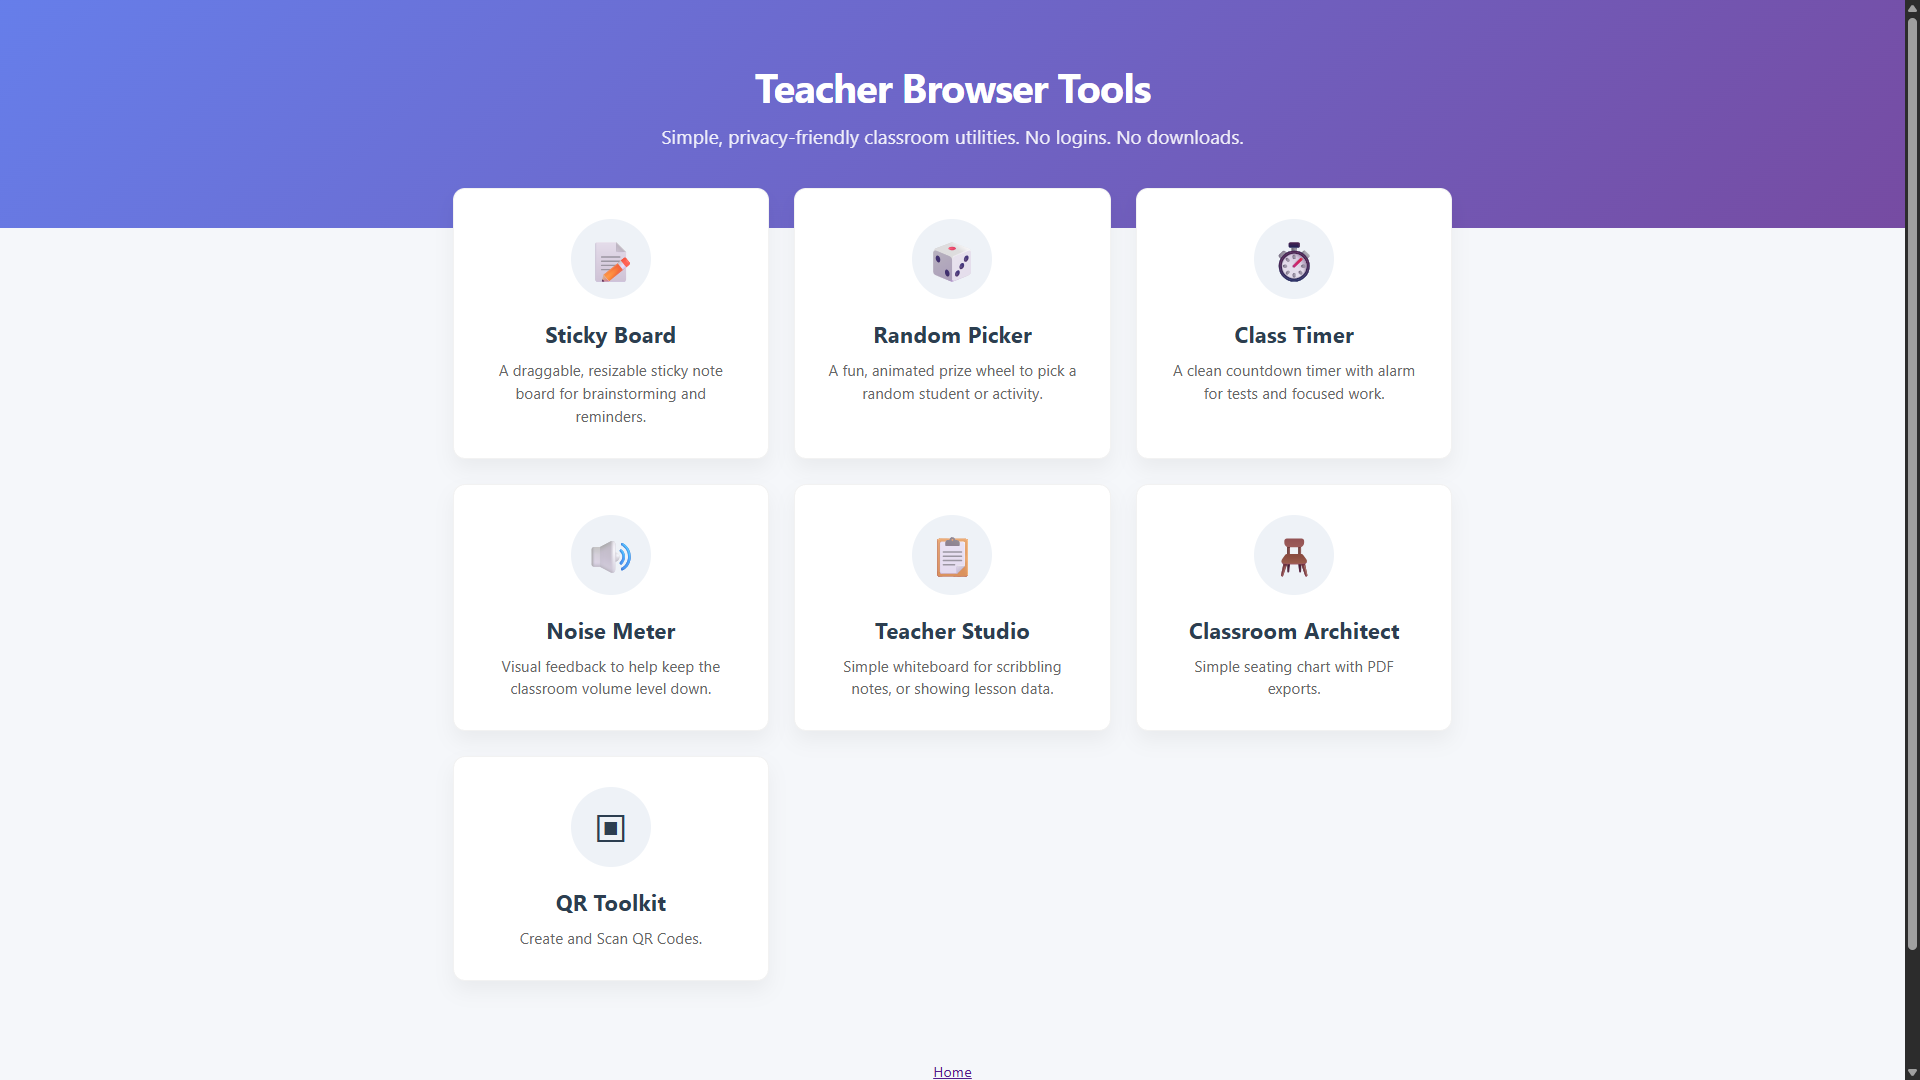 Teacher Browser Tools
Simple, privacy-friendly classroom utilities. No logins. No downloads.
Sticky Board
A draggable, resizable sticky note
board for brainstorming and
reminders.
Random Picker
A fun, animated prize wheel to pick a
random student or activity.
Class Timer
A clean countdown timer with alarm
for tests and focused work.
Noise Meter
Visual feedback to help keep the
classroom volume level down.
Teacher Studio
Simple whiteboard for scribbling
notes, or showing lesson data.
Classroom Architect
Simple seating chart with PDF
exports.
QR Toolkit
Create and Scan QR Codes.
Home